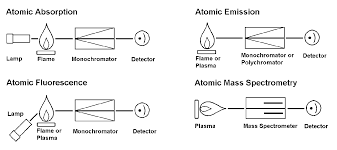 Atomic Absorption
Lamp
Flame
Monochromator
Detector
Atomic Emission
Flame or
Plasma
Monochromator or
Polychromator
Detector
Atomic Fluorescence
Lamp
Flame or
Plasma
Monochromator
Detector
Atomic Mass Spectrometry
Plasma
Mass Spectrometer
Detector